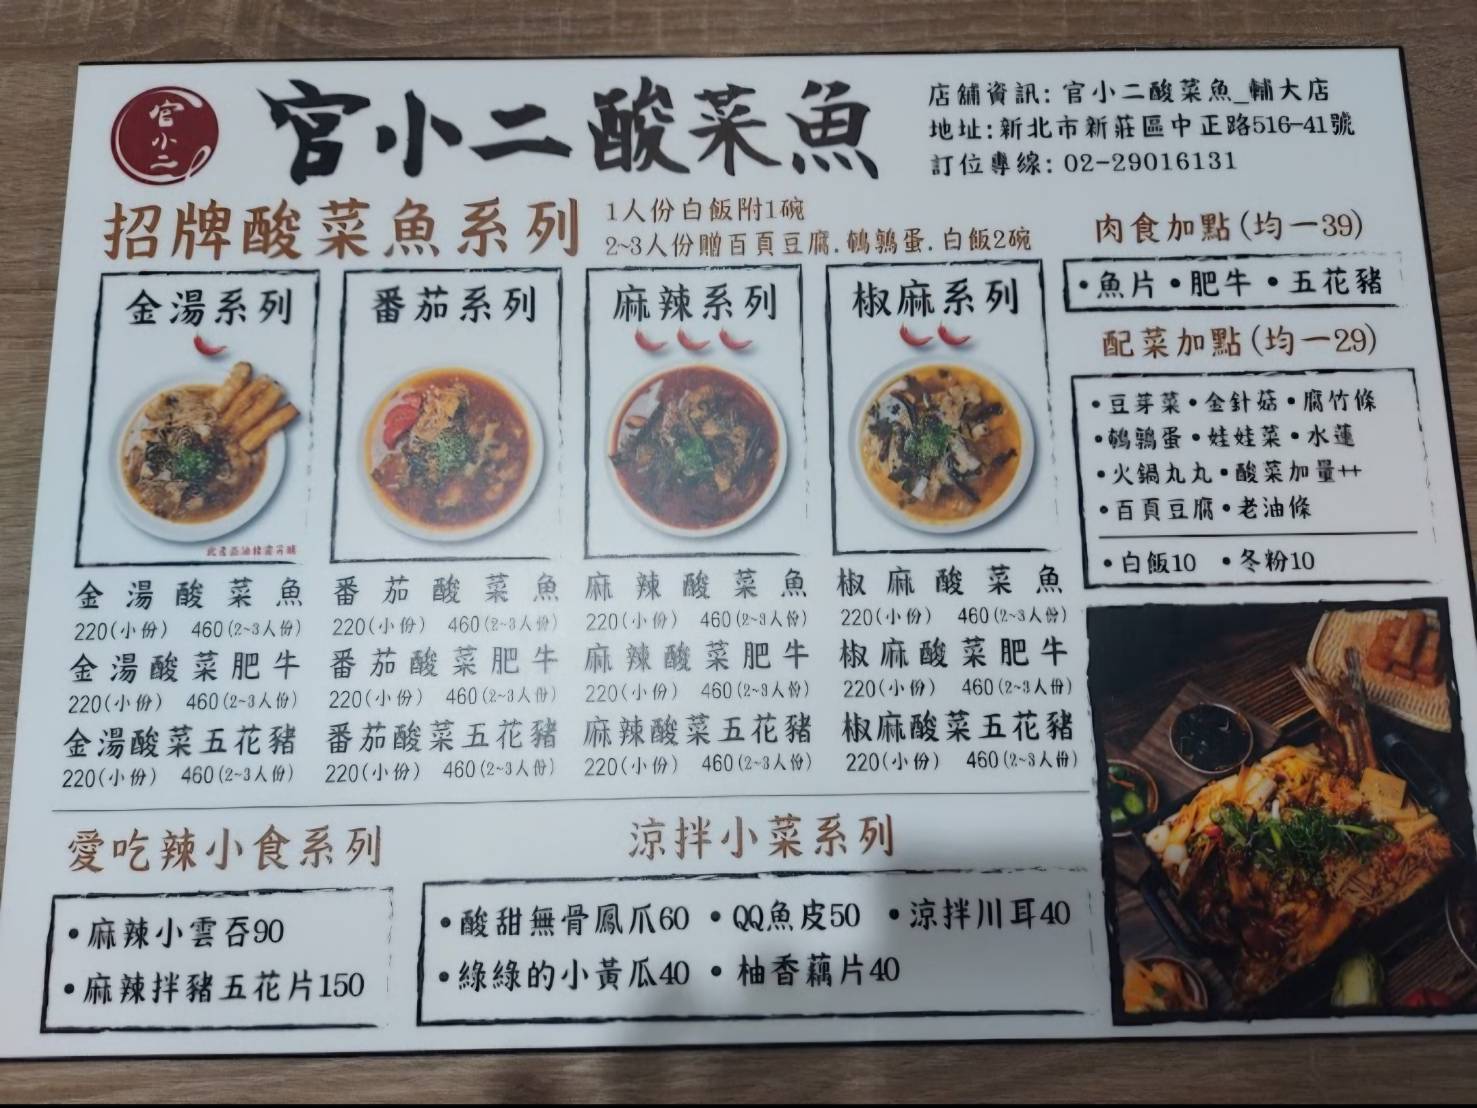 官小二
官小二酸菜魚
店舖資訊: 官小二酸菜魚_輔大店
地址:新北市新莊區中正路516-41號
訂位專線: 02-29016131
招牌酸菜魚系列
1人份白飯附1碗
2~3人份贈百頁豆腐.鵪鶉蛋.白飯2碗
金湯系列
番茄系列
麻辣系列
椒麻系列
金湯酸菜魚
220(小份) 460(2~3人份)
金湯酸菜肥牛
220(小份) 460(2~3人份)
金湯酸菜五花豬
220(小份) 460(2~3人份)
番茄酸菜魚
220(小份) 460(2~3人份)
番茄酸菜肥牛
220(小份) 460(2~3人份)
番茄酸菜五花豬
220(小份) 460(2~3人份)
麻辣酸菜魚
220(小份) 460(2~3人份)
麻辣酸菜肥牛
220(小份) 460(2~3人份)
麻辣酸菜五花豬
220(小份) 460(2~3人份)
椒麻酸菜魚
220(小份) 460(2~3人份)
椒麻酸菜肥牛
220(小份) 460(2~3人份)
椒麻酸菜五花豬
220(小份) 460(2~3人份)
肉食加點(均一39)
•魚片•肥牛•五花豬
配菜加點(均一29)
•豆芽菜•金針菇•腐竹條
•鵪鶉蛋•娃娃菜•水蓮
•火鍋丸丸•酸菜加量++
•百頁豆腐•老油條
•白飯10 •冬粉10
愛吃辣小食系列
•麻辣小雲吞90
•麻辣拌豬五花片150
涼拌小菜系列
•酸甜無骨鳳爪60 •QQ魚皮50 •涼拌川耳40
•綠綠的小黃瓜40 •柚香藕片40